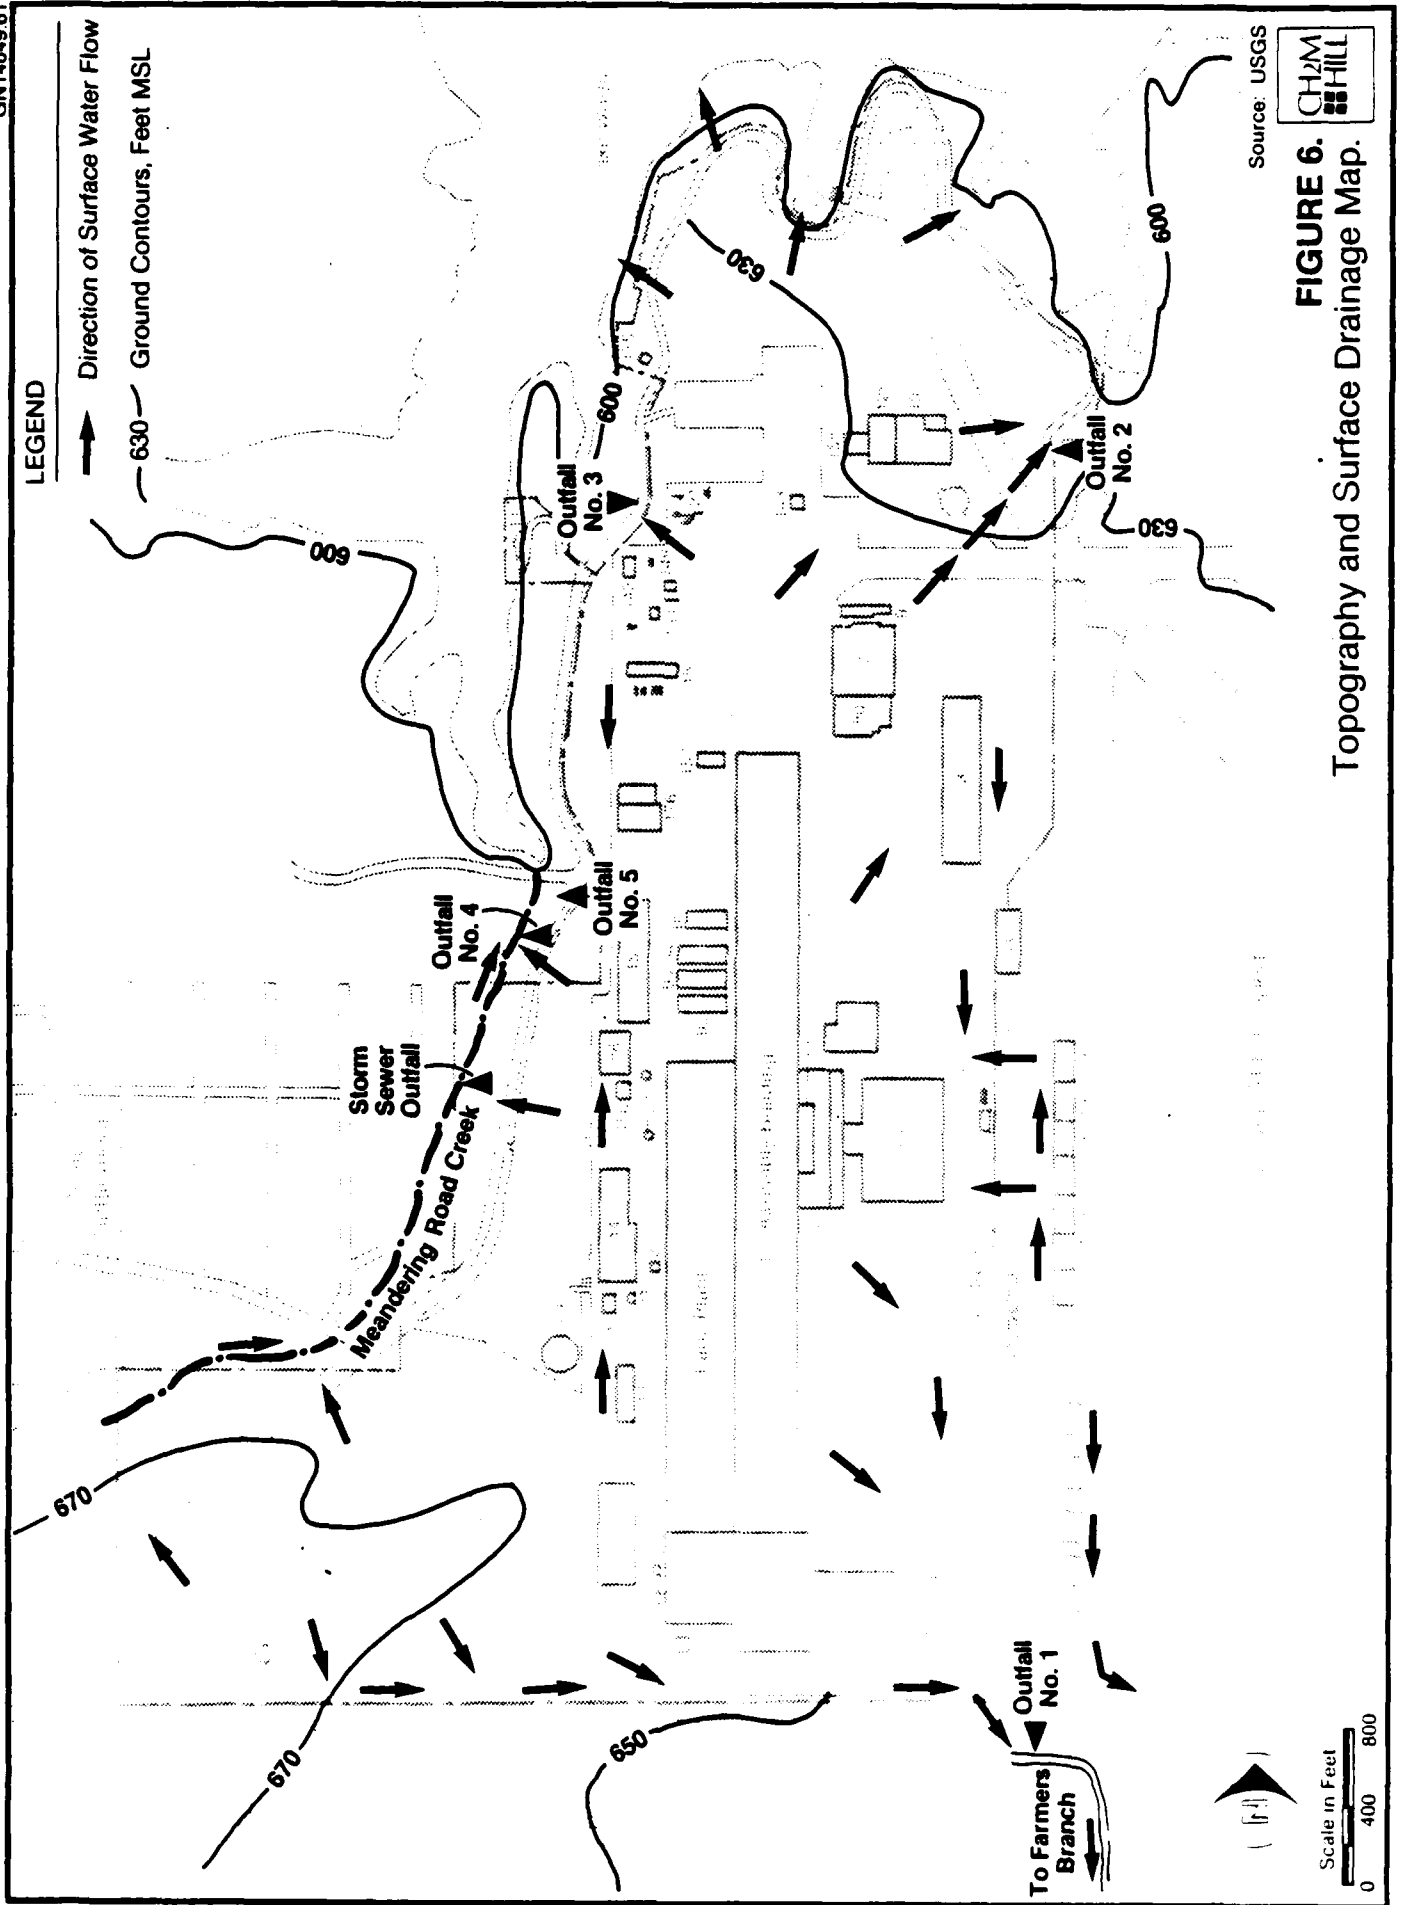 LEGEND
Direction of Surface Water Flow
630 Ground Contours, Feet MSL
670
670
650
600
600
630
600
630
Meandering Road Creek
Storm
Sewer
Outfall
Outfall
No. 4
Outfall
No. 5
Outfall
No. 3
Outfall
No. 2
Outfall
No. 1
To Farmers
Branch
Scale in Feet
0 400 800
Source: USGS
FIGURE 6.
Topography and Surface Drainage Map.
CH2M
HILL